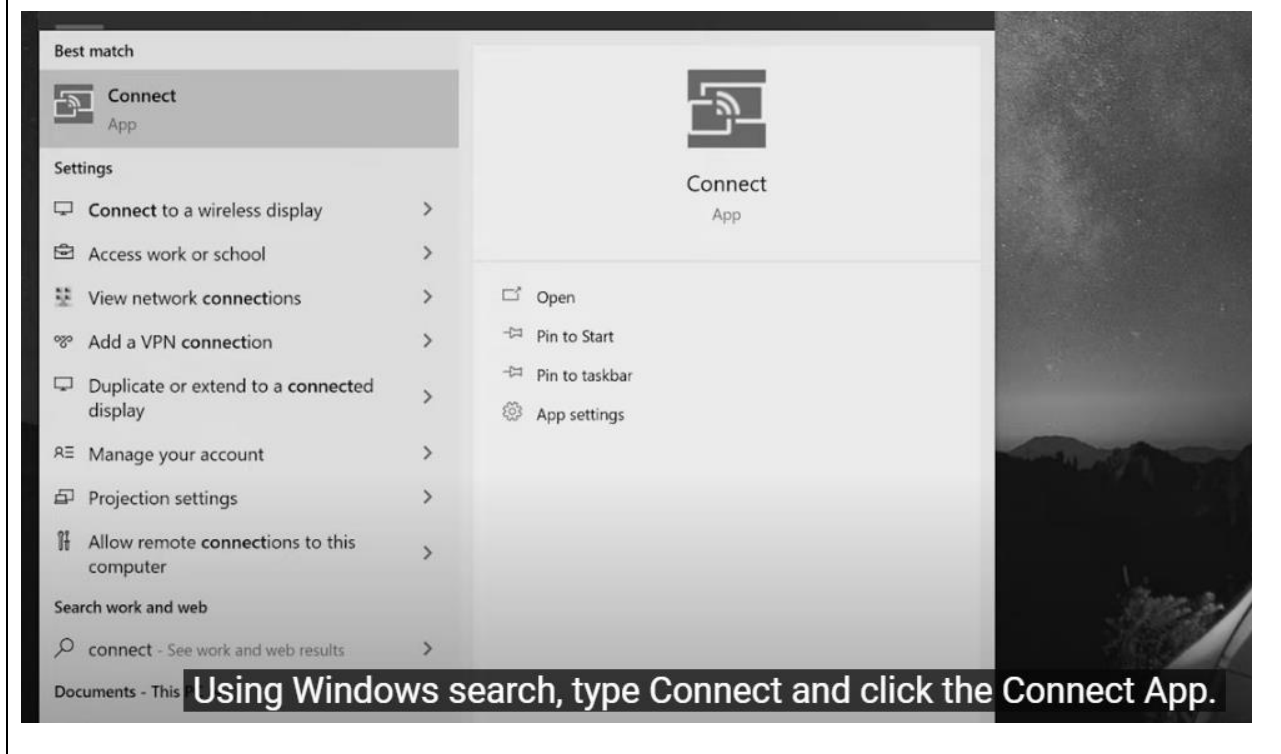 Best match
Connect
App
Settings
Connect to a wireless display
Access work or school
View network connections
Add a VPN connection
Duplicate or extend to a connected
display
Manage your account
Projection settings
Allow remote connections to this
computer
Search work and web
connect - See work and web results
Documents - This
Connect
App
Open
Pin to Start
Pin to taskbar
App settings
Using Windows search, type Connect and click the Connect App.